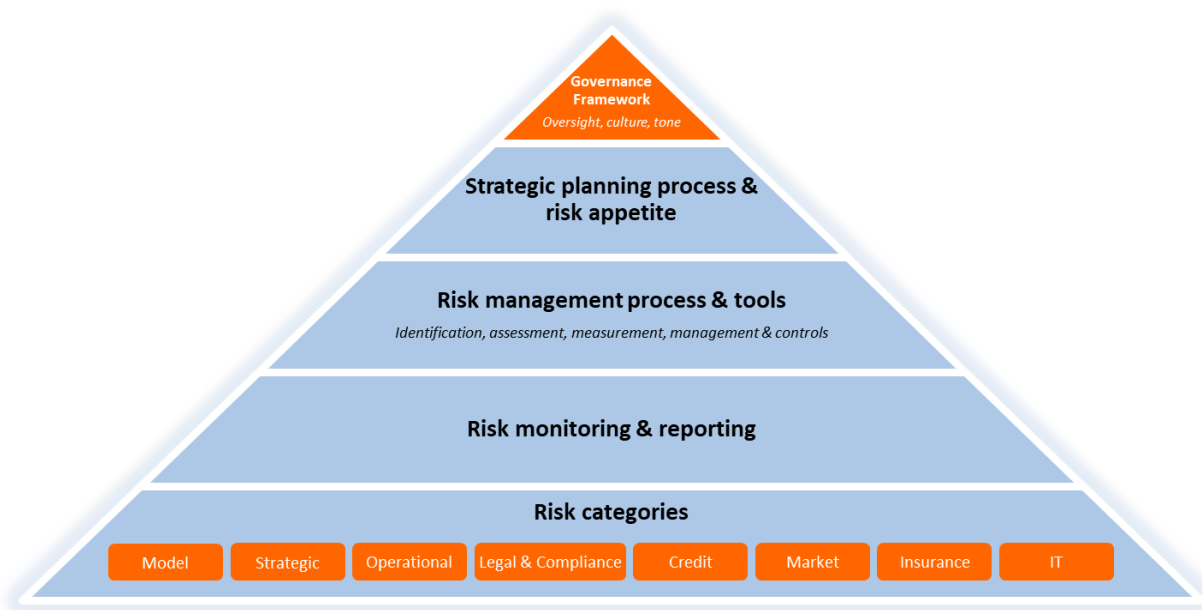 Governance
Framework
Oversight, culture, tone
Strategic planning process &
risk appetite
Risk management process & tools
Identification, assessment, measurement, management & controls
Risk monitoring & reporting
Risk categories
Model
Strategic
Operational
Legal & Compliance
Credit
Market
Insurance
IT